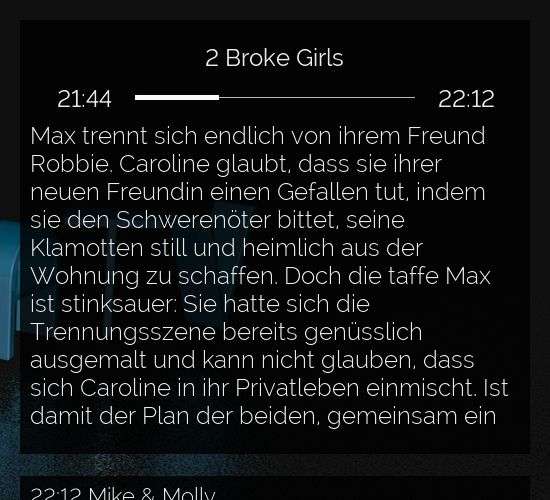 2 Broke Girls
21:44 22:12
Max trennt sich endlich von ihrem Freund
Robbie. Caroline glaubt, dass sie ihrer
neuen Freundin einen Gefallen tut, indem
sie den Schwerenöter bittet, seine
Klamotten still und heimlich aus der
Wohnung zu schaffen. Doch die taffe Max
ist stinksauer: Sie hatte sich die
Trennungsszene bereits genüsslich
ausgemalt und kann nicht glauben, dass
sich Caroline in ihr Privatleben einmischt. Ist
damit der Plan der beiden, gemeinsam ein
22:12 Mike & Molly